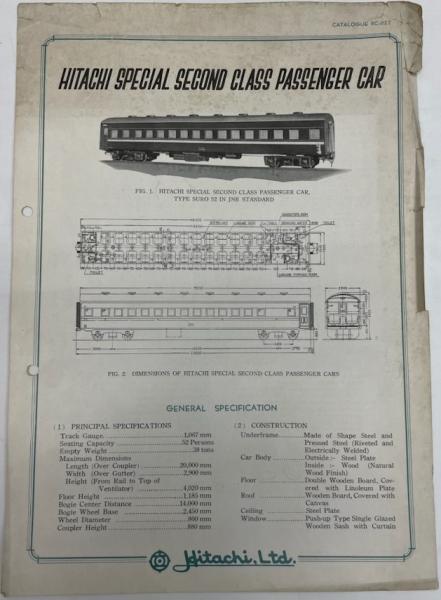 HITACHI SPECIAL SECOND CLASS PASSENGER CAR
FIG. 1. HITACHI SPECIAL SECOND CLASS PASSENGER CAR,
TYPE SURO 52 IN JNR STANDARD
TOILET
FIG. 2. DIMENSIONS OF HITACHI SPECIAL SECOND CLASS PASSENGER CARS
GENERAL SPECIFICATION
(1) PRINCIPAL SPECIFICATIONS
Track Gauge 1,067 mm
Seating Capacity 52 Persons
Empty Weight 38 tons
Maximum Dimensions
Length (Over Coupler) 20,000 mm
Width (Over Gutter) 2,900 mm
Height (From Rail to Top of
Ventilator) 4,020 mm
Floor Height 1,185 mm
Bogie Center Distance 14,000 mm
Bogie Wheel Base 2,450 mm
Wheel Diameter 860 mm
Coupler Height 880 mm
(2) CONSTRUCTION
Underframe Made of Shape Steel and
Pressed Steel (Riveted and
Electrically Welded)
Car Body Outside:- Steel Plate
Inside :- Wood (Natural
Wood Finish)
Floor Double Wooden Board, Cov-
ered with Linoleum Plate
Roof Wooden Board, Covered with
Canvas
Ceiling Steel Plate
Window Push-up Type Single Glazed
Wooden Sash with Curtain
Hitachi, Ltd.